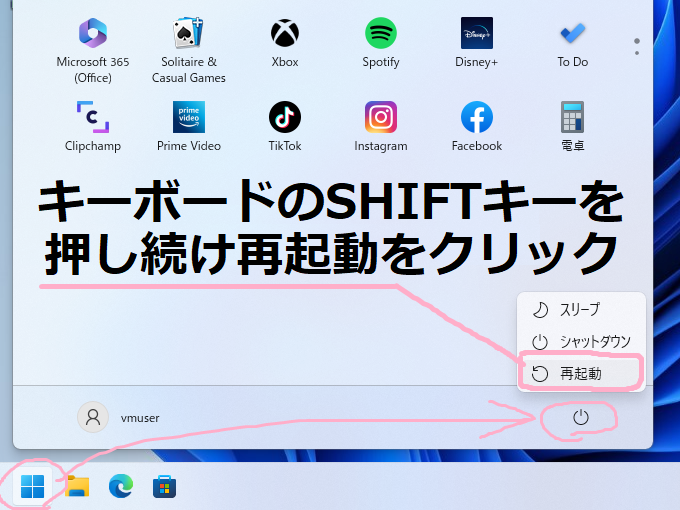 Microsoft 365
(Office)
Solitaire &
Casual Games
Xbox
Spotify
Disney+
To Do
Clipchamp
prime
video
Prime Video
TikTok
Instagram
Facebook
電卓
キーボードのSHIFTキーを
押し続け再起動をクリック
スリープ
シャットダウン
再起動
vmuser